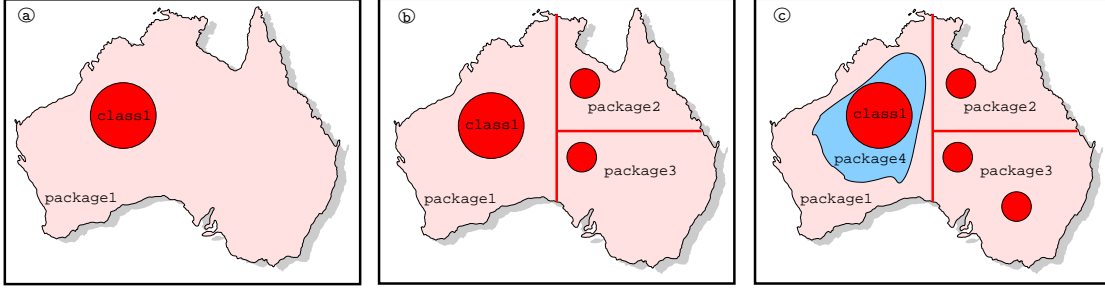 a
class1
package1
b
class1
package2
package3
package1
c
class1
package2
package4
package3
package1